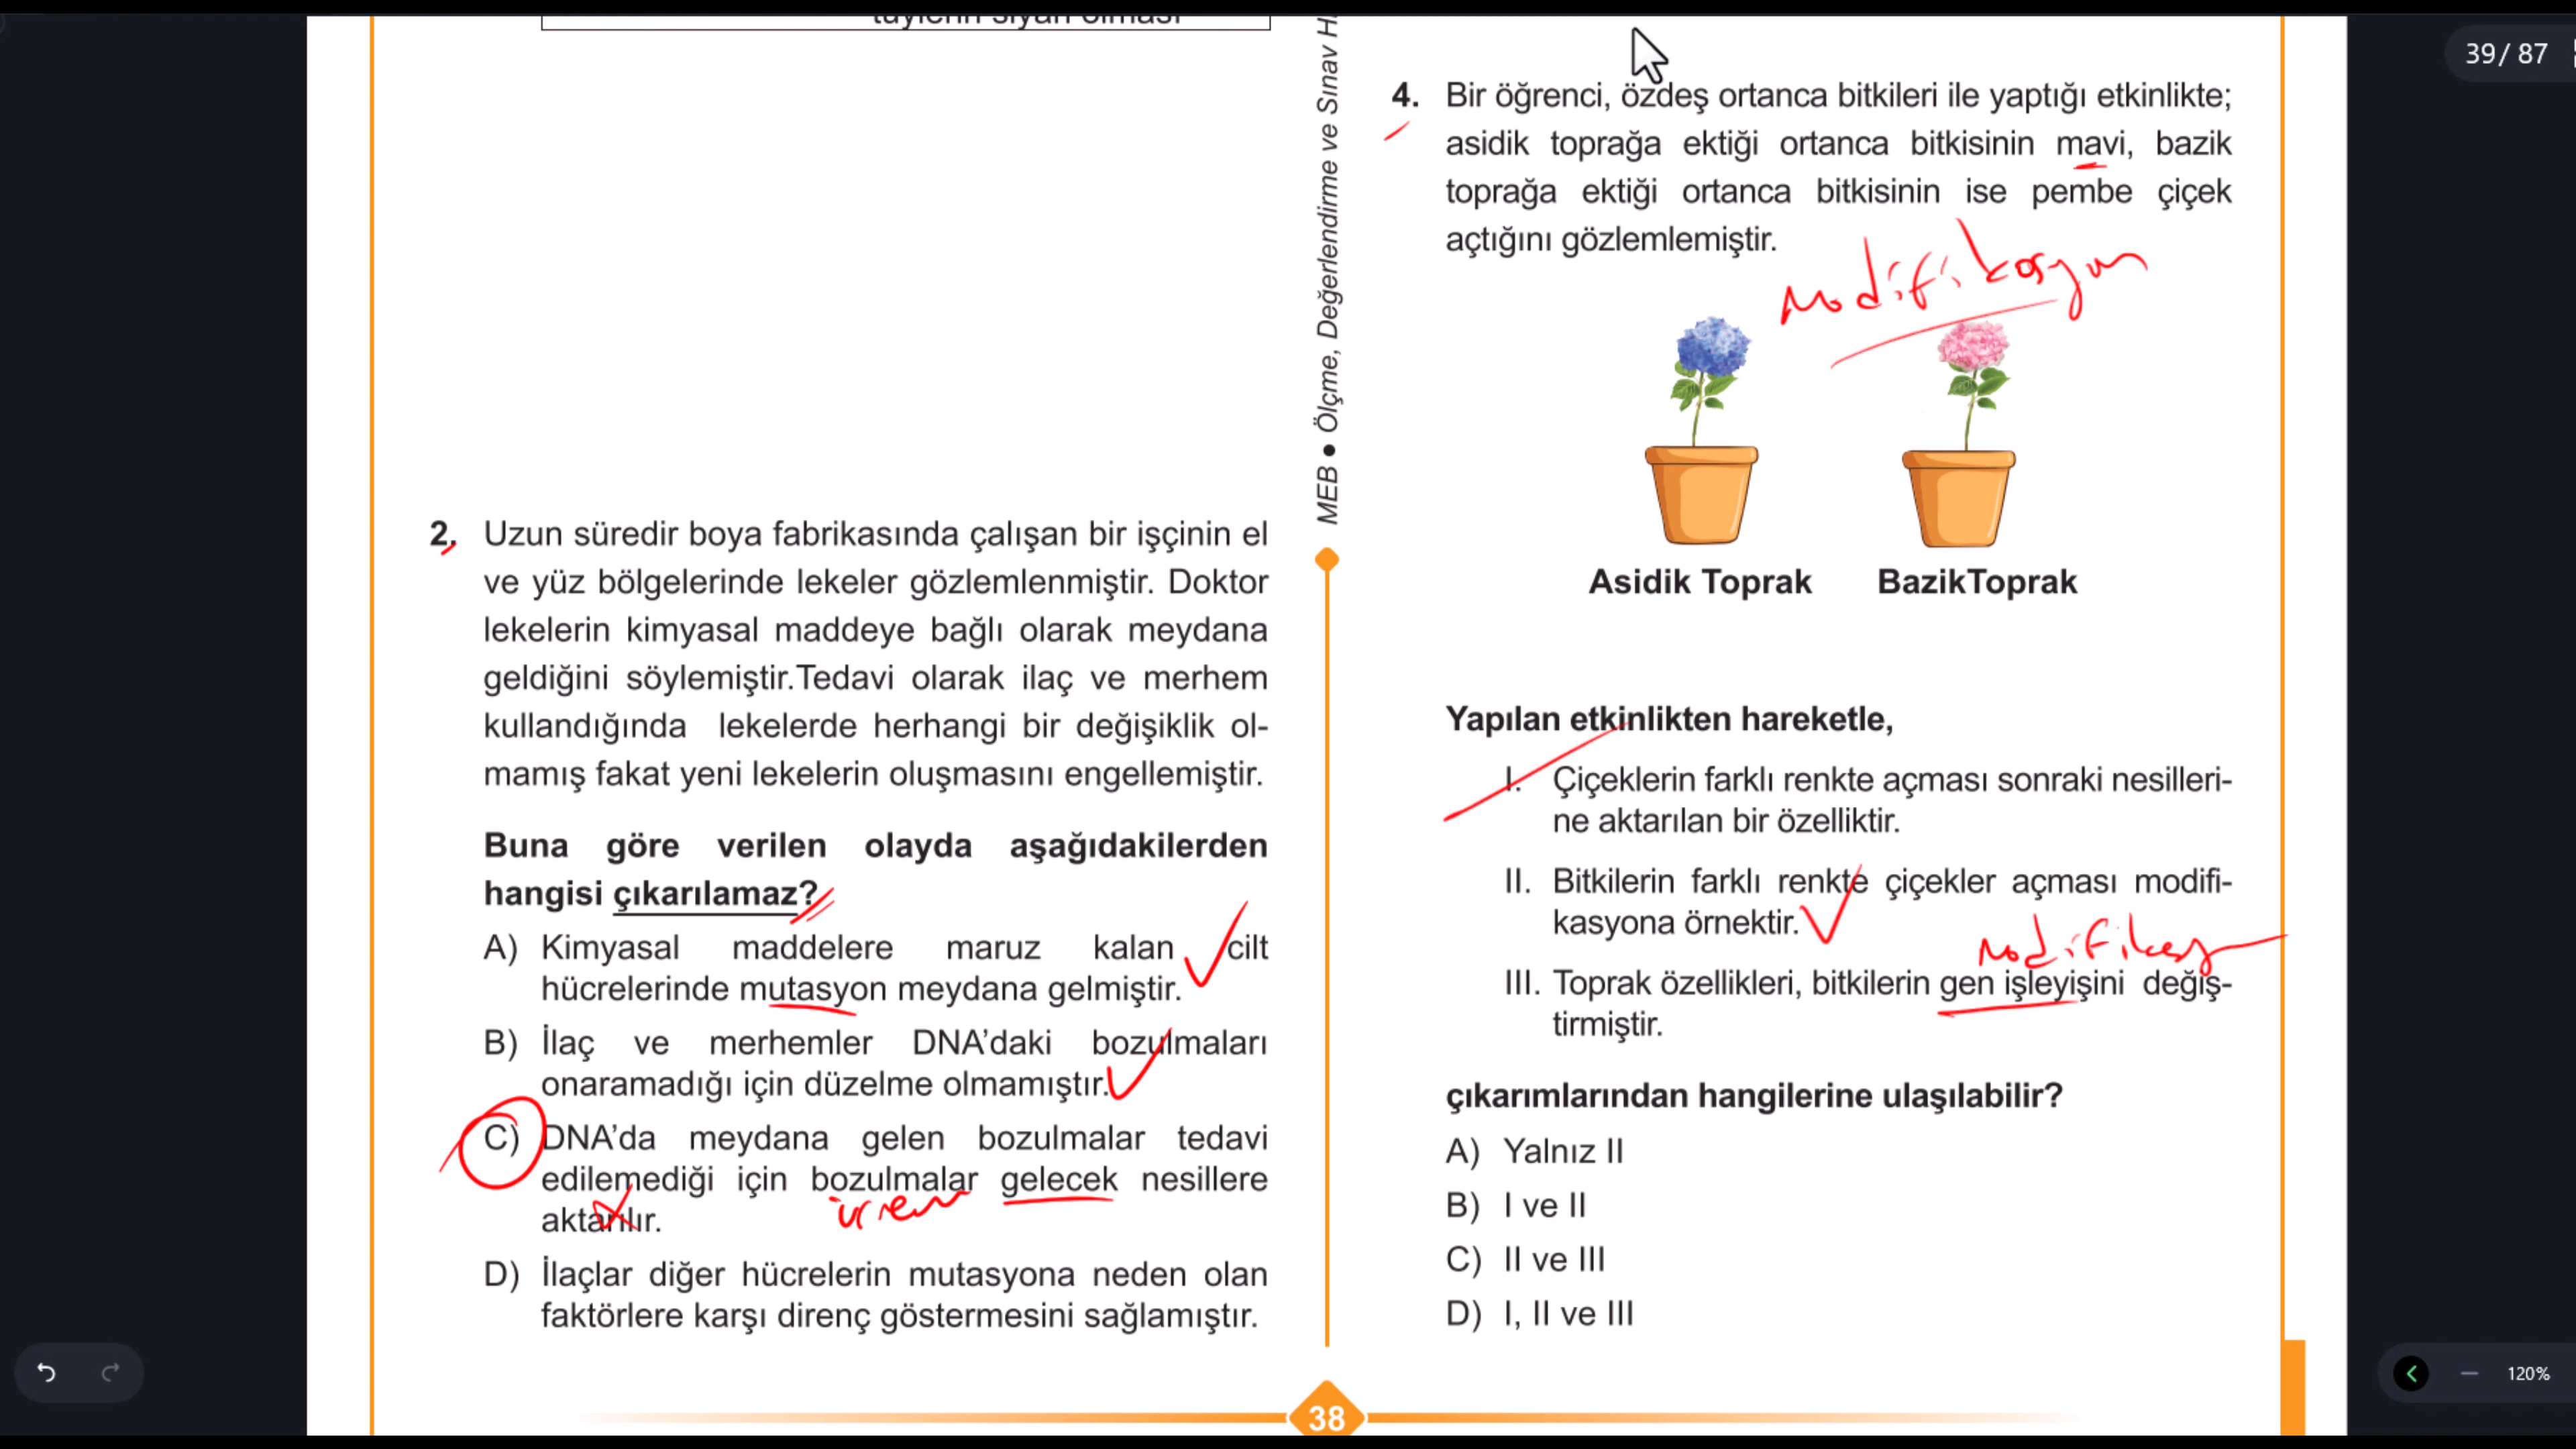 39/ 87
2. Uzun süredir boya fabrikasında çalışan bir işçinin el
ve yüz bölgelerinde lekeler gözlemlenmiştir. Doktor
lekelerin kimyasal maddeye bağlı olarak meydana
geldiğini söylemiştir.Tedavi olarak ilaç ve merhem
kullandığında lekelerde herhangi bir değişiklik ol-
mamış fakat yeni lekelerin oluşmasını engellemiştir.
Buna göre verilen olayda aşağıdakilerden
hangisi çıkarılamaz?
A) Kimyasal maddelere maruz kalan cilt
hücrelerinde mutasyon meydana gelmiştir.
B) İlaç ve merhemler DNA'daki bozulmaları
onaramadığı için düzelme olmamıştır.
C) DNA'da meydana gelen bozulmalar tedavi
edilemediği için bozulmalar gelecek nesillere
aktarılır.
üreme
D) İlaçlar diğer hücrelerin mutasyona neden olan
faktörlere karşı direnç göstermesini sağlamıştır.
MEB ● Ölçme, Değerlendirme ve Sınav
4. Bir öğrenci, özdeş ortanca bitkileri ile yaptığı etkinlikte;
asidik toprağa ektiği ortanca bitkisinin mavi, bazik
toprağa ektiği ortanca bitkisinin ise pembe çiçek
açtığını gözlemlemiştir.
modifikasyon
Asidik Toprak BazikToprak
Yapılan etkinlikten hareketle,
I. Çiçeklerin farklı renkte açması sonraki nesilleri-
ne aktarılan bir özelliktir.
II. Bitkilerin farklı renkte çiçekler açması modifi-
kasyona örnektir.
III. Toprak özellikleri, bitkilerin gen işleyişini değiş-
tirmiştir.
çıkarımlarından hangilerine ulaşılabilir?
A) Yalnız II
B) I ve II
C) II ve III
D) I, II ve III
38
120%